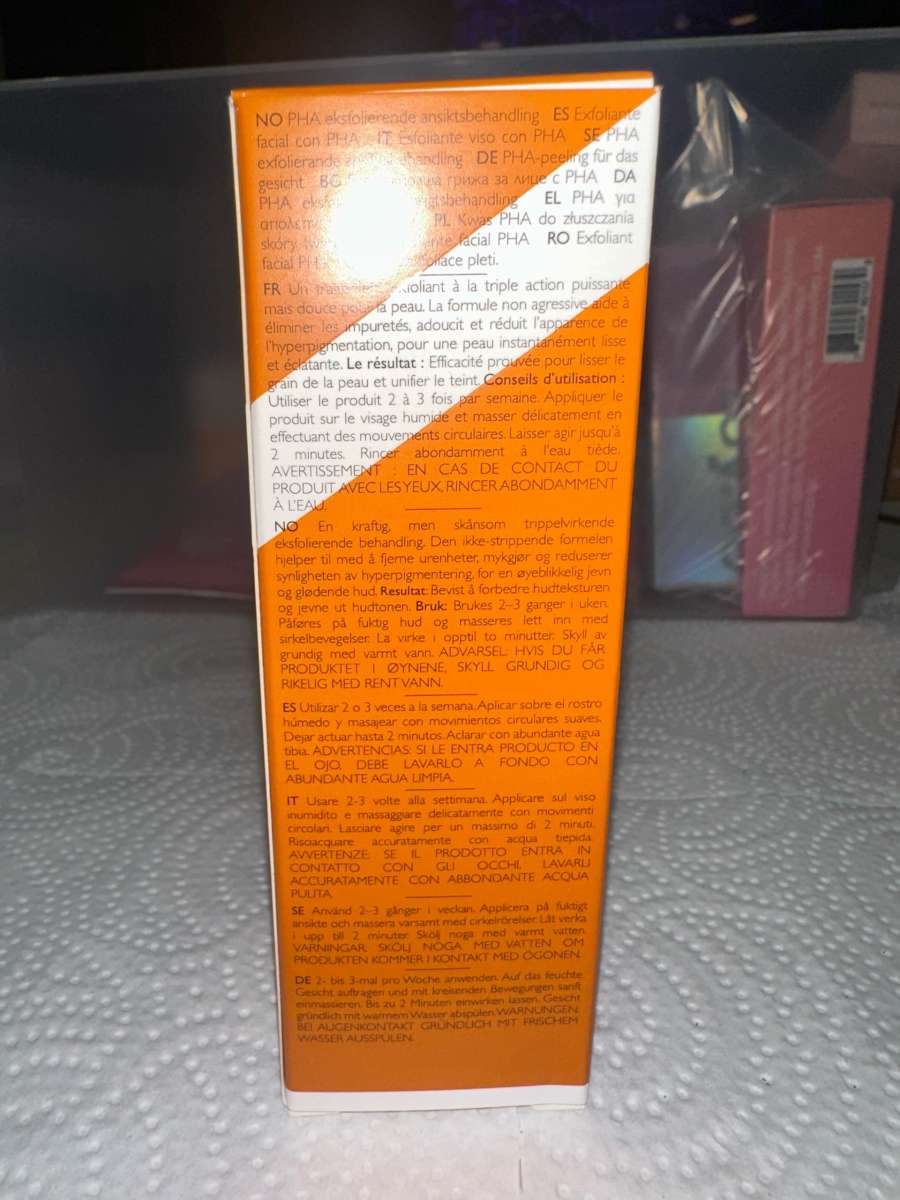 NO PHA eksfolierende ansiktsbehandling ES Exfoliante
facial con PHA IT Esfoliante viso con PHA SE PHA
exfolierande DE PHA-peeling für das
gesicht BG грижа за лице с PHA DA
PHA EL PHA για
PL Kwas PHA do złuszczania
skóry facial PHA RO Exfoliant
facial pleti.
FR Un à la triple action puissante
mais douce pour la peau. La formule non agressive aide à
éliminer les impuretés, adoucit et réduit l'apparence de
l'hyperpigmentation, pour une peau instantanément lisse
et éclatante. Le résultat : Efficacité prouvée pour lisser le
grain de la peau et unifier le teint. Conseils d'utilisation :
Utiliser le produit 2 à 3 fois par semaine. Appliquer le
produit sur le visage humide et masser délicatement en
effectuant des mouvements circulaires. Laisser agir jusqu'à
2 minutes. Rincer abondamment à l'eau tiède.
AVERTISSEMENT : EN CAS DE CONTACT DU
PRODUIT AVEC LES YEUX, RINCER ABONDAMMENT
À L'EAU.
NO En kraftig, men skånsom trippelvirkende
eksfolierende behandling. Den ikke-strippende formelen
hjelper til med å fjerne urenheter, mykgjør og reduserer
synligheten av hyperpigmentering, for en øyeblikkelig jevn
og glødende hud. Resultat: Bevist å forbedre hudteksturen
og jevne ut hudtonen. Bruk: Brukes 2–3 ganger i uken.
Påføres på fuktig hud og masseres lett inn med
sirkelbevegelser. La virke i opptil to minutter. Skyll av
grundig med varmt vann. ADVARSEL: HVIS DU FÅR
PRODUKTET I ØYNENE, SKYLL GRUNDIG OG
RIKELIG MED RENT VANN.
ES Utilizar 2 o 3 veces a la semana. Aplicar sobre el rostro
húmedo y masajear con movimientos circulares suaves.
Dejar actuar hasta 2 minutos. Aclarar con abundante agua
tibia. ADVERTENCIAS: SI LE ENTRA PRODUCTO EN
EL OJO, DEBE LAVARLO A FONDO CON
ABUNDANTE AGUA LIMPIA.
IT Usare 2-3 volte alla settimana. Applicare sul viso
inumidito e massaggiare delicatamente con movimenti
circolari. Lasciare agire per un massimo di 2 minuti.
Risciacquare accuratamente con acqua tiepida.
AVVERTENZE: SE IL PRODOTTO ENTRA IN
CONTATTO CON GLI OCCHI, LAVARLI
ACCURATAMENTE CON ABBONDANTE ACQUA
PULITA.
SE Använd 2–3 gånger i veckan. Applicera på fuktigt
ansikte och massera varsamt med cirkelrörelser. Låt verka
i upp till 2 minuter. Skölj noga med varmt vatten.
VARNINGAR: SKÖLJ NOGA MED VATTEN OM
PRODUKTEN KOMMER I KONTAKT MED ÖGONEN.
DE 2- bis 3-mal pro Woche anwenden. Auf das feuchte
Gesicht auftragen und mit kreisenden Bewegungen sanft
einmassieren. Bis zu 2 Minuten einwirken lassen. Gesicht
gründlich mit warmem Wasser abspülen. WARNUNGEN:
BEI AUGENKONTAKT GRÜNDLICH MIT FRISCHEM
WASSER AUSSPÜLEN.